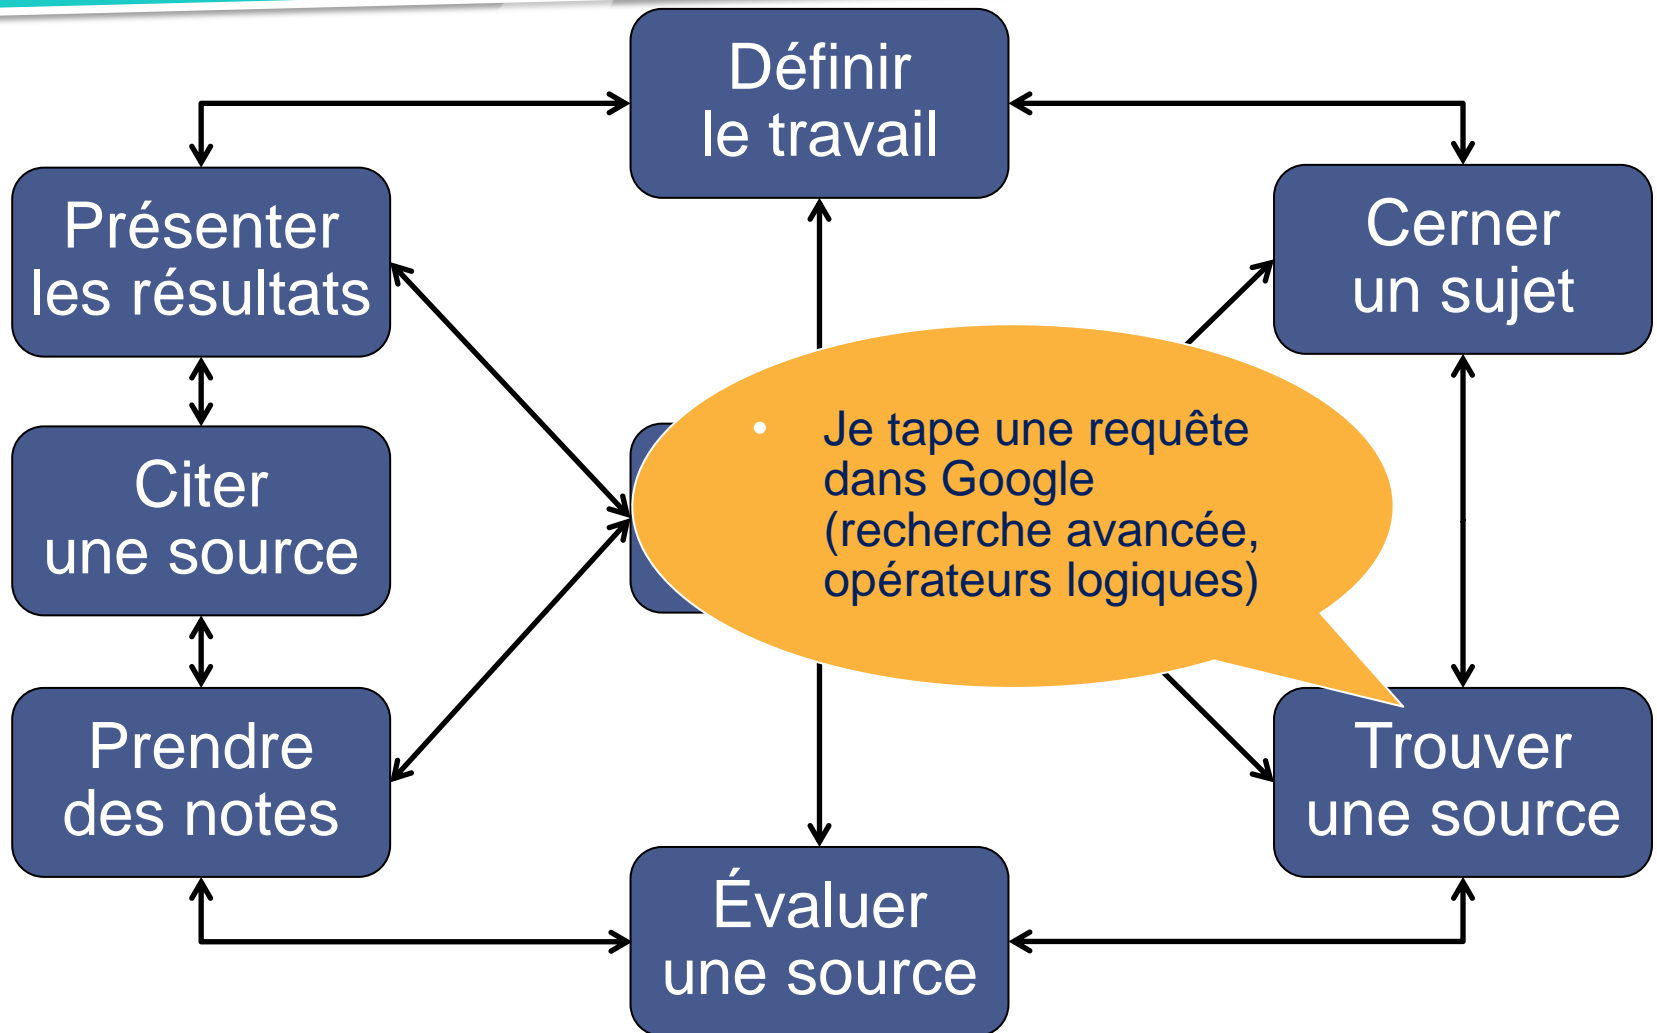 Définir
le travail
Présenter
les résultats
Cerner
un sujet
• Je tape une requête
dans Google
(recherche avancée,
opérateurs logiques)
Citer
une source
Prendre
des notes
Trouver
une source
Évaluer
une source